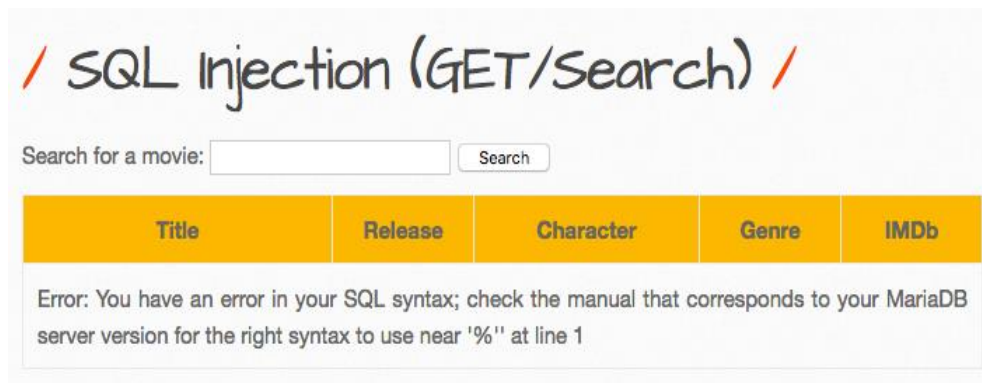 / SQL Injection (GET/Search) /
Search for a movie: Search
Title Release Character Genre IMDb
Error: You have an error in your SQL syntax; check the manual that corresponds to your MariaDB
server version for the right syntax to use near '%'' at line 1